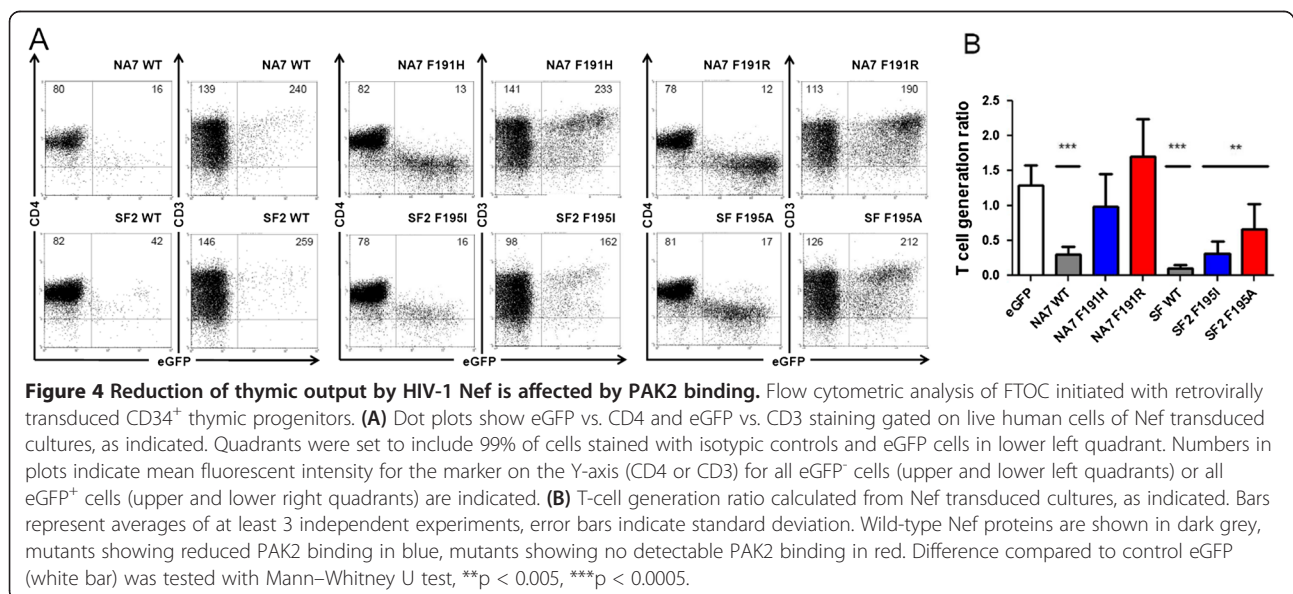 A
B
NA7 WT
NA7 WT
NA7 F191H
NA7 F191H
NA7 F191R
NA7 F191R
80 16
139 240
82 13
141 233
78 12
113 190
CD4
CD3
CD4
CD3
CD4
CD3
SF2 WT
SF2 WT
SF2 F195I
SF2 F195I
SF F195A
SF F195A
82 42
146 259
78 16
98 162
81 17
126 212
eGFP
eGFP
eGFP
T cell generation ratio
2.5
2.0
1.5
1.0
0.5
0.0
***
***
**
eGFP
NA7 WT
NA7 F191H
NA7 F191R
SF WT
SF2 F195I
SF2 F195A
Figure 4 Reduction of thymic output by HIV-1 Nef is affected by PAK2 binding. Flow cytometric analysis of FTOC initiated with retrovirally
transduced CD34+ thymic progenitors. (A) Dot plots show eGFP vs. CD4 and eGFP vs. CD3 staining gated on live human cells of Nef transduced
cultures, as indicated. Quadrants were set to include 99% of cells stained with isotypic controls and eGFP cells in lower left quadrant. Numbers in
plots indicate mean fluorescent intensity for the marker on the Y-axis (CD4 or CD3) for all eGFP⁻ cells (upper and lower left quadrants) or all
eGFP⁺ cells (upper and lower right quadrants) are indicated. (B) T-cell generation ratio calculated from Nef transduced cultures, as indicated. Bars
represent averages of at least 3 independent experiments, error bars indicate standard deviation. Wild-type Nef proteins are shown in dark grey,
mutants showing reduced PAK2 binding in blue, mutants showing no detectable PAK2 binding in red. Difference compared to control eGFP
(white bar) was tested with Mann–Whitney U test, **p < 0.005, ***p < 0.0005.